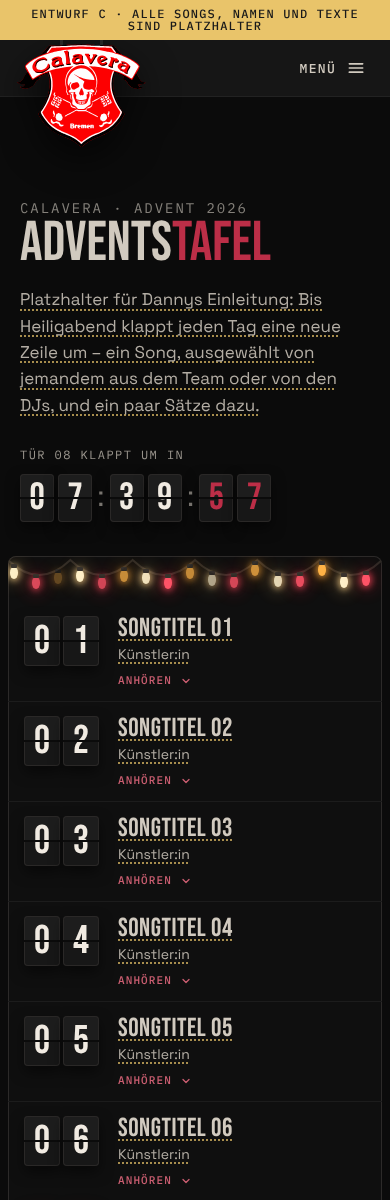 ENTWURF C · ALLE SONGS, NAMEN UND TEXTE
SIND PLATZHALTER
Calavera
Bremen
MENÜ
CALAVERA · ADVENT 2026
ADVENTSTAFEL
Platzhalter für Dannys Einleitung: Bis
Heiligabend klappt jeden Tag eine neue
Zeile um – ein Song, ausgewählt von
jemandem aus dem Team oder von den
DJs, und ein paar Sätze dazu.
TÜR 08 KLAPPT UM IN
07:39:57
01
SONGTITEL 01
Künstler:in
ANHÖREN
02
SONGTITEL 02
Künstler:in
ANHÖREN
03
SONGTITEL 03
Künstler:in
ANHÖREN
04
SONGTITEL 04
Künstler:in
ANHÖREN
05
SONGTITEL 05
Künstler:in
ANHÖREN
06
SONGTITEL 06
Künstler:in
ANHÖREN